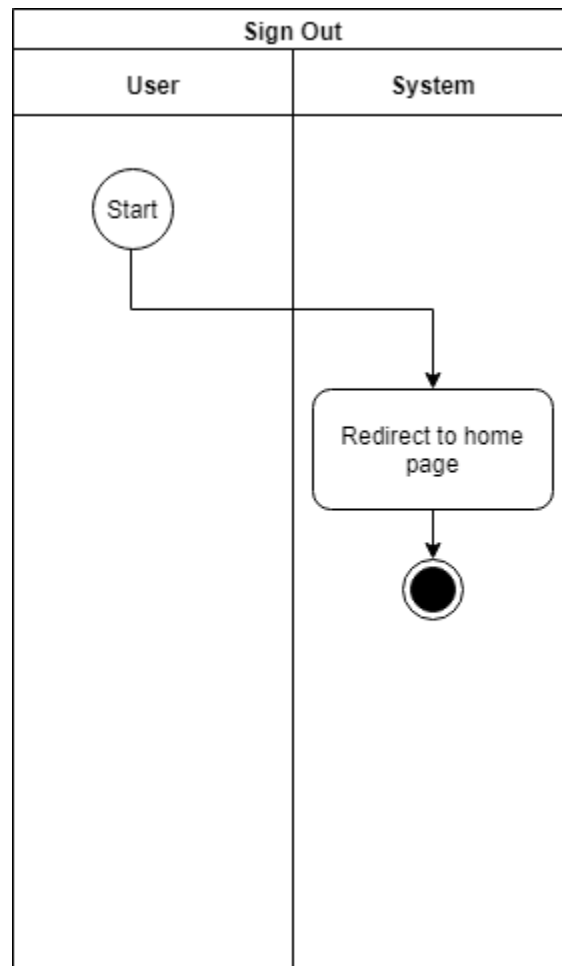 Sign Out
User
System
Start
Redirect to home
page